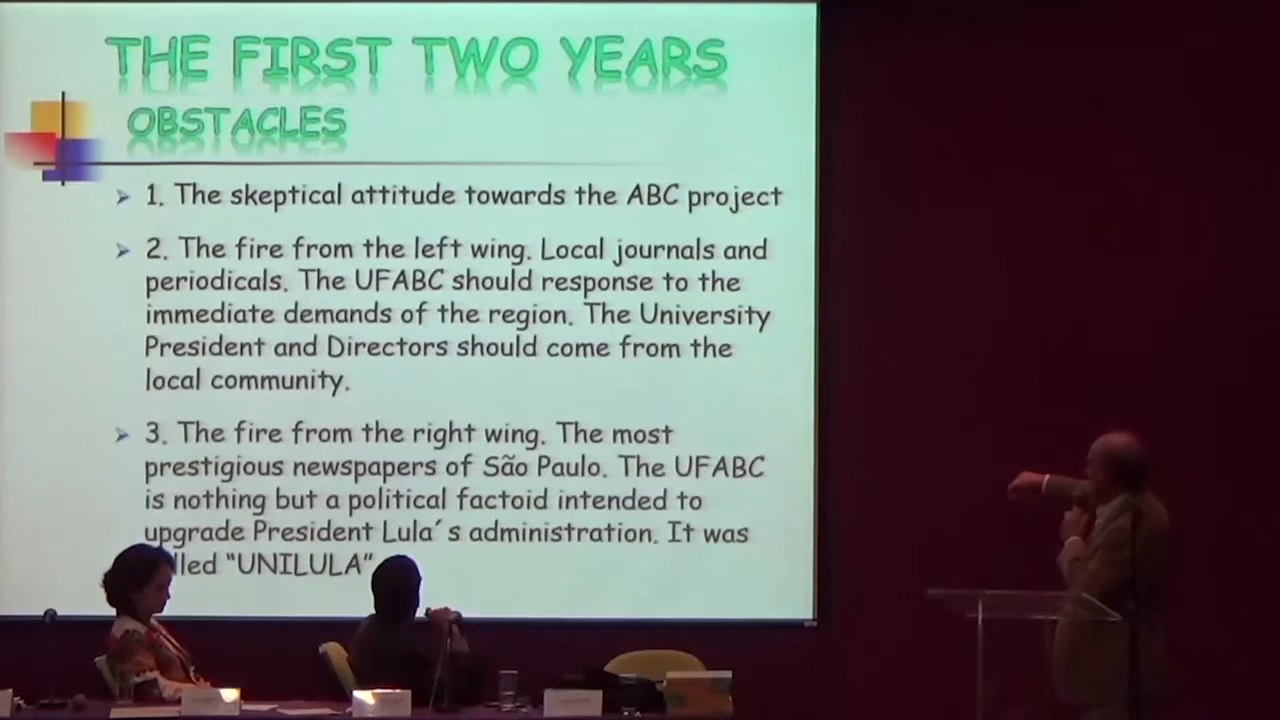 THE FIRST TWO YEARS
OBSTACLES
1. The skeptical attitude towards the ABC project
2. The fire from the left wing. Local journals and
periodicals. The UFABC should response to the
immediate demands of the region. The University
President and Directors should come from the
local community.
3. The fire from the right wing. The most
prestigious newspapers of São Paulo. The UFABC
is nothing but a political factoid intended to
upgrade President Lula´s administration. It was
“UNILULA”